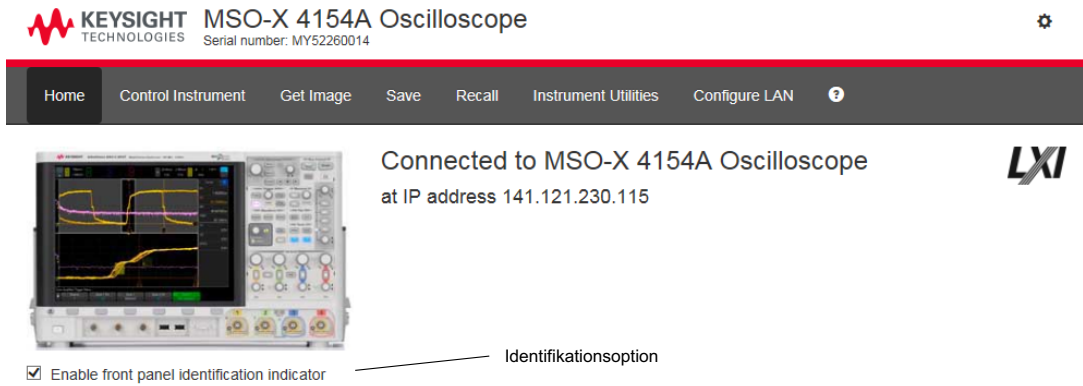 KEYSIGHT
TECHNOLOGIES
MSO-X 4154A Oscilloscope
Serial number: MY52260014
Home Control Instrument Get Image Save Recall Instrument Utilities Configure LAN ?
Connected to MSO-X 4154A Oscilloscope
at IP address 141.121.230.115
LXI
Identifikationsoption
Enable front panel identification indicator